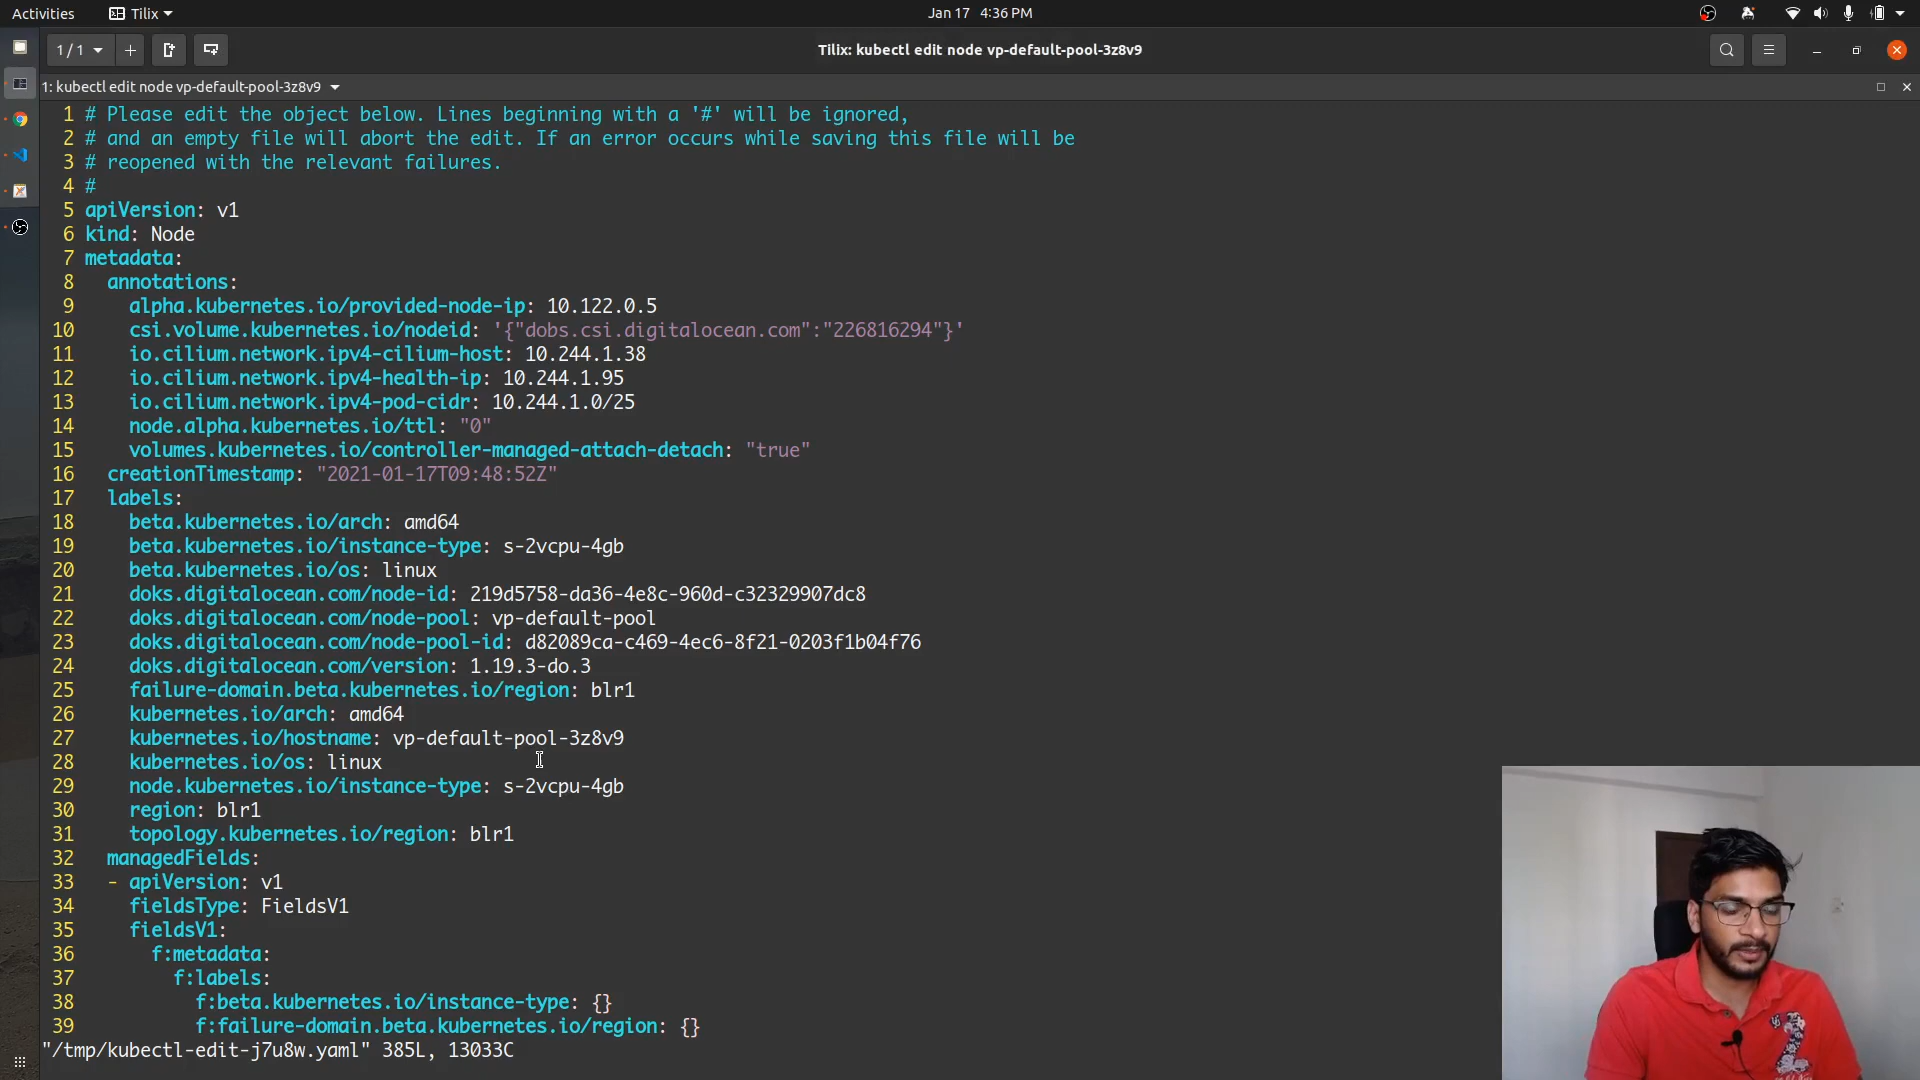 Activities
Tilix
Jan 17 4:36 PM
1 / 1
Tilix: kubectl edit node vp-default-pool-3z8v9
1: kubectl edit node vp-default-pool-3z8v9
1 # Please edit the object below. Lines beginning with a '#' will be ignored,
2 # and an empty file will abort the edit. If an error occurs while saving this file will be
3 # reopened with the relevant failures.
4 #
5 apiVersion: v1
6 kind: Node
7 metadata:
8   annotations:
9     alpha.kubernetes.io/provided-node-ip: 10.122.0.5
10     csi.volume.kubernetes.io/nodeid: '{"dobs.csi.digitalocean.com":"226816294"}'
11     io.cilium.network.ipv4-cilium-host: 10.244.1.38
12     io.cilium.network.ipv4-health-ip: 10.244.1.95
13     io.cilium.network.ipv4-pod-cidr: 10.244.1.0/25
14     node.alpha.kubernetes.io/ttl: "0"
15     volumes.kubernetes.io/controller-managed-attach-detach: "true"
16   creationTimestamp: "2021-01-17T09:48:52Z"
17   labels:
18     beta.kubernetes.io/arch: amd64
19     beta.kubernetes.io/instance-type: s-2vcpu-4gb
20     beta.kubernetes.io/os: linux
21     doks.digitalocean.com/node-id: 219d5758-da36-4e8c-960d-c32329907dc8
22     doks.digitalocean.com/node-pool: vp-default-pool
23     doks.digitalocean.com/node-pool-id: d82089ca-c469-4ec6-8f21-0203f1b04f76
24     doks.digitalocean.com/version: 1.19.3-do.3
25     failure-domain.beta.kubernetes.io/region: blr1
26     kubernetes.io/arch: amd64
27     kubernetes.io/hostname: vp-default-pool-3z8v9
28     kubernetes.io/os: linux
29     node.kubernetes.io/instance-type: s-2vcpu-4gb
30     region: blr1
31     topology.kubernetes.io/region: blr1
32   managedFields:
33   - apiVersion: v1
34     fieldsType: FieldsV1
35     fieldsV1:
36       f:metadata:
37         f:labels:
38           f:beta.kubernetes.io/instance-type: {}
39           f:failure-domain.beta.kubernetes.io/region: {}
"/tmp/kubectl-edit-j7u8w.yaml" 385L, 13033C